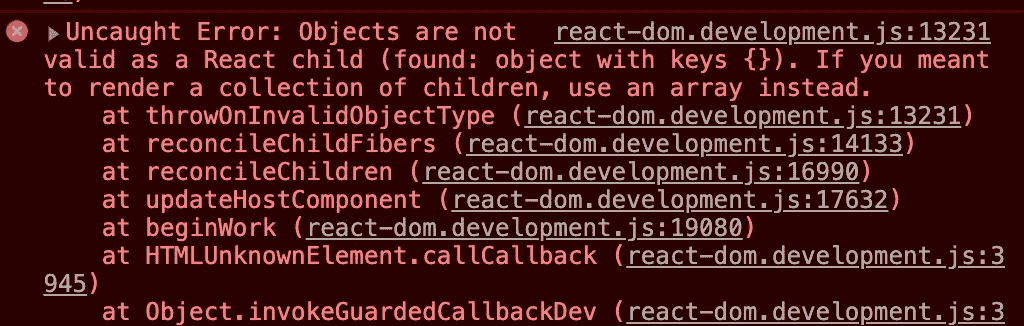 Uncaught Error: Objects are not react-dom.development.js:13231
valid as a React child (found: object with keys {}). If you meant
to render a collection of children, use an array instead.
at throwOnInvalidObjectType (react-dom.development.js:13231)
at reconcileChildFibers (react-dom.development.js:14133)
at reconcileChildren (react-dom.development.js:16990)
at updateHostComponent (react-dom.development.js:17632)
at beginWork (react-dom.development.js:19080)
at HTMLUnknownElement.callCallback (react-dom.development.js:3
945)
at Object.invokeGuardedCallbackDev (react-dom.development.js:3